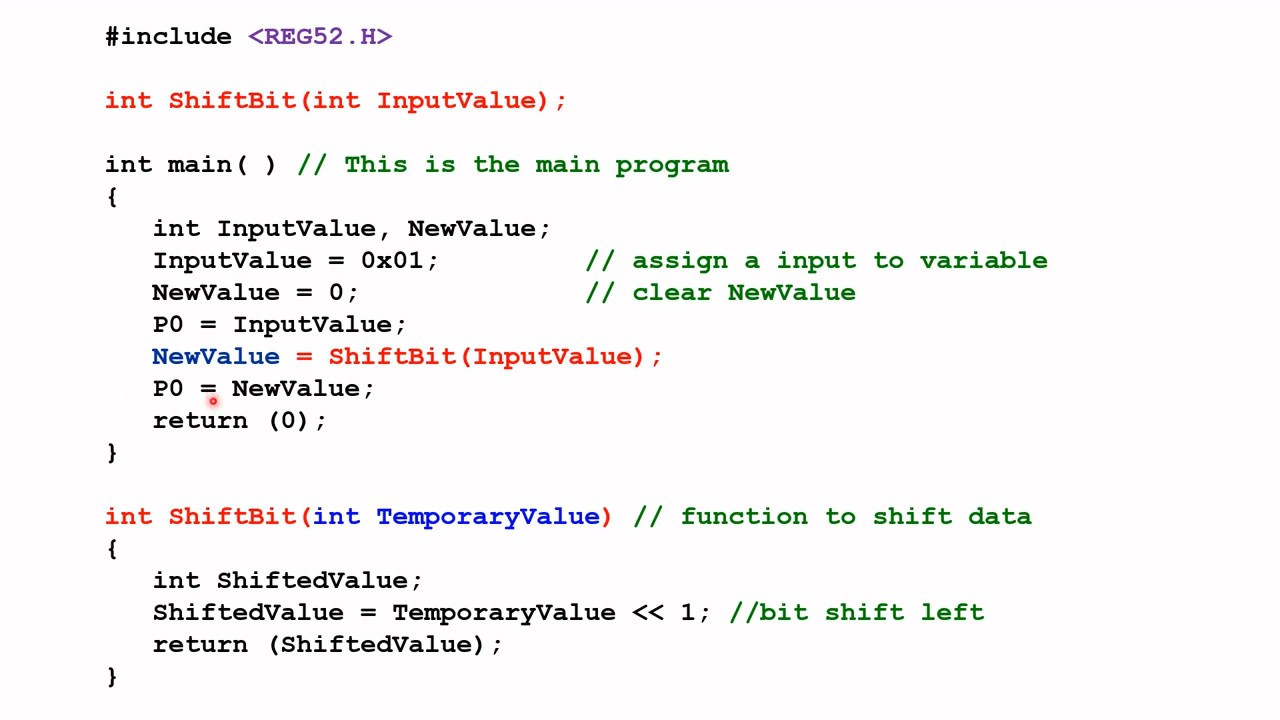 #include <REG52.H>
int ShiftBit(int InputValue);
int main( ) // This is the main program
{
int InputValue, NewValue;
InputValue = 0x01; // assign a input to variable
NewValue = 0; // clear NewValue
P0 = InputValue;
NewValue = ShiftBit(InputValue);
P0 = NewValue;
return (0);
}
int ShiftBit(int TemporaryValue) // function to shift data
{
int ShiftedValue;
ShiftedValue = TemporaryValue << 1; //bit shift left
return (ShiftedValue);
}